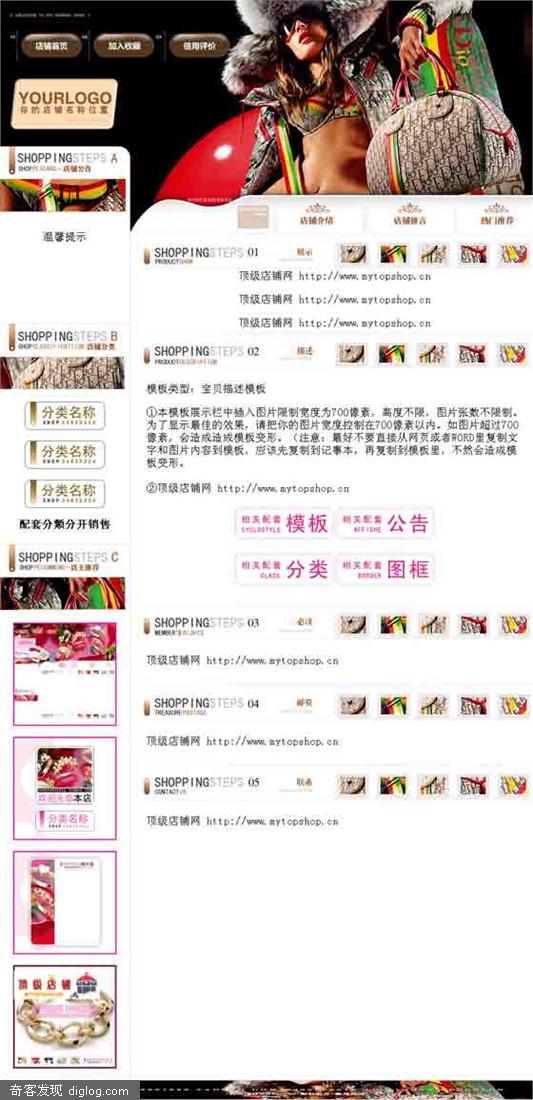 店铺首页
加入收藏
信用评价
YOURLOGO
你的店铺名称位置
SHOPPINGSTEPS A
店铺公告
温馨提示
店铺介绍
店铺留言
热门推荐
SHOPPINGSTEPS 01
PRODUCTSHOW
展示
顶级店铺网 http://www.mytopshop.cn
顶级店铺网 http://www.mytopshop.cn
顶级店铺网 http://www.mytopshop.cn
SHOPPINGSTEPS B
店铺分类
分类名称
分类名称
分类名称
配套分類分开销售
SHOPPINGSTEPS 02
描述
模板类型：宝贝描述模板
①本模板展示栏中插入图片限制宽度为700像素，高度不限，图片张数不限制。
为了显示最佳的效果，请把你的图片宽度控制在700像素以内。如图片超过700
像素，会造成造成模板变形。（注意：最好不要直接从网页或者WORD里复制文
字和图片内容到模板，应该先复制到记事本，再复制到模板里，不然会造成模
板变形。
②顶级店铺网 http://www.mytopshop.cn
相关配套 模板
相关配套 公告
AFFICHE
相关配套 分类
CLASS
相关配套 图框
BORDER
SHOPPINGSTEPS C
店主推荐
欢迎光临本店
分类名称
顶级店铺
SHOPPINGSTEPS 03
MEMBER'S RIGHTS
必须
顶级店铺网 http://www.mytopshop.cn
SHOPPINGSTEPS 04
TREASURE POSTAGE
邮资
顶级店铺网 http://www.mytopshop.cn
SHOPPINGSTEPS 05
CONTACT US
联系
顶级店铺网 http://www.mytopshop.cn
奇客发现 diglog.com